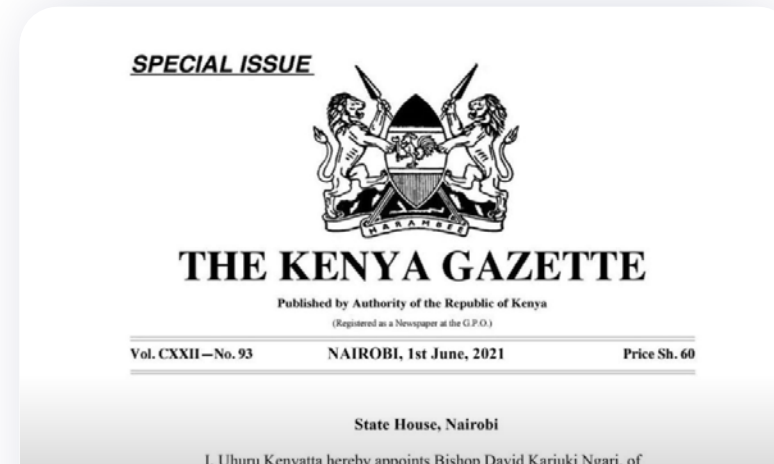 SPECIAL ISSUE
HARAMBEE
THE KENYA GAZETTE
Published by Authority of the Republic of Kenya
(Registered as a Newspaper at the G.P.O.)
Vol. CXXII—No. 93 NAIROBI, 1st June, 2021 Price Sh. 60
State House, Nairobi
I, Uhuru Kenyatta hereby appoints Bishop David Kariuki Ngari, of